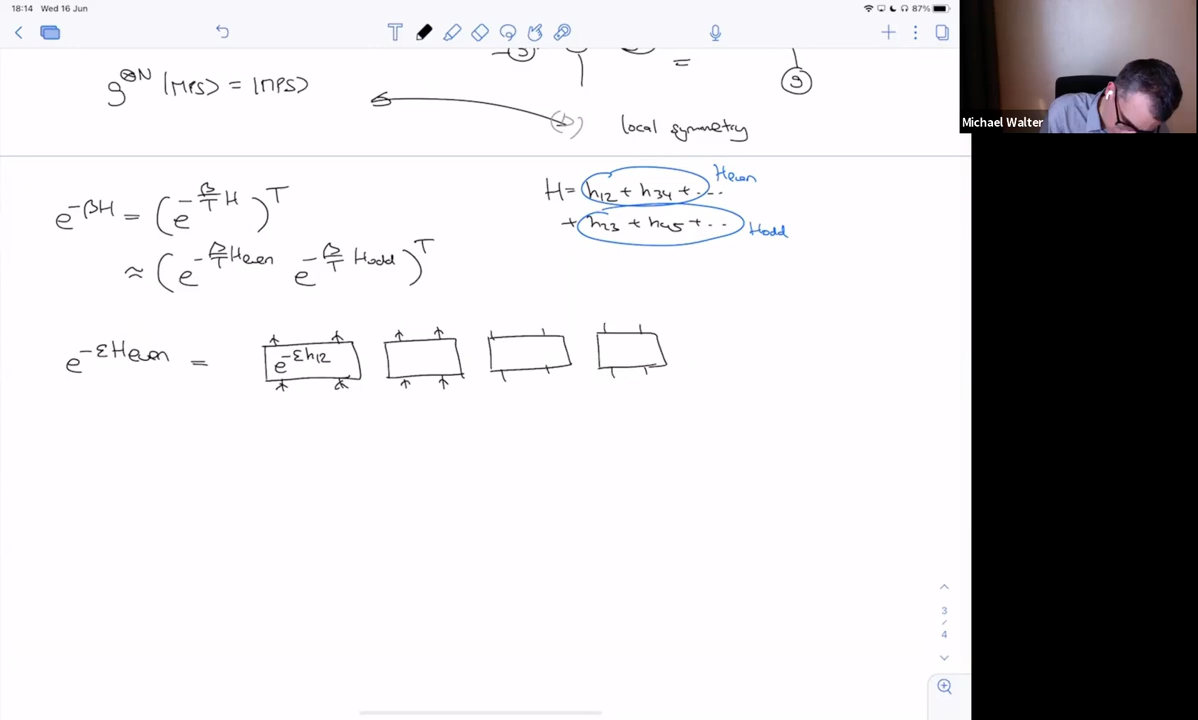 18:14 Wed 16 Jun
87%
g⊗N |MPS⟩ = |MPS⟩
=
g
local symmetry
Michael Walter
e^{-βH} = (e^{-β/T H})^T
H = h12 + h34 + ...
Heven
+ h23 + h45 + ...
Hodd
≈ (e^{-β/T Heven} e^{-β/T Hodd})^T
e^{-εHeven} =
e^{-εh12}
3
/
4